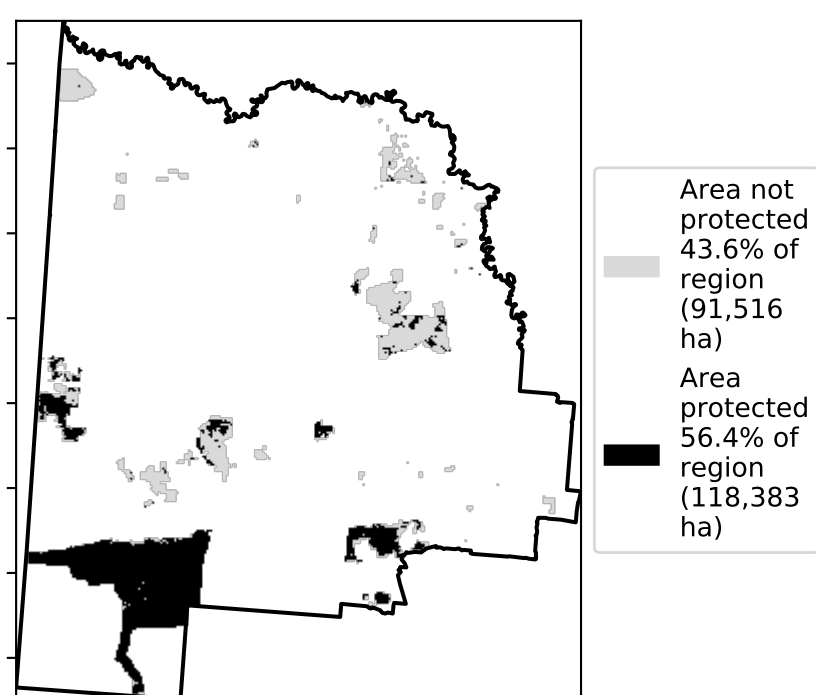 Area not
protected
43.6% of
region
(91,516
ha)
Area
protected
56.4% of
region
(118,383
ha)